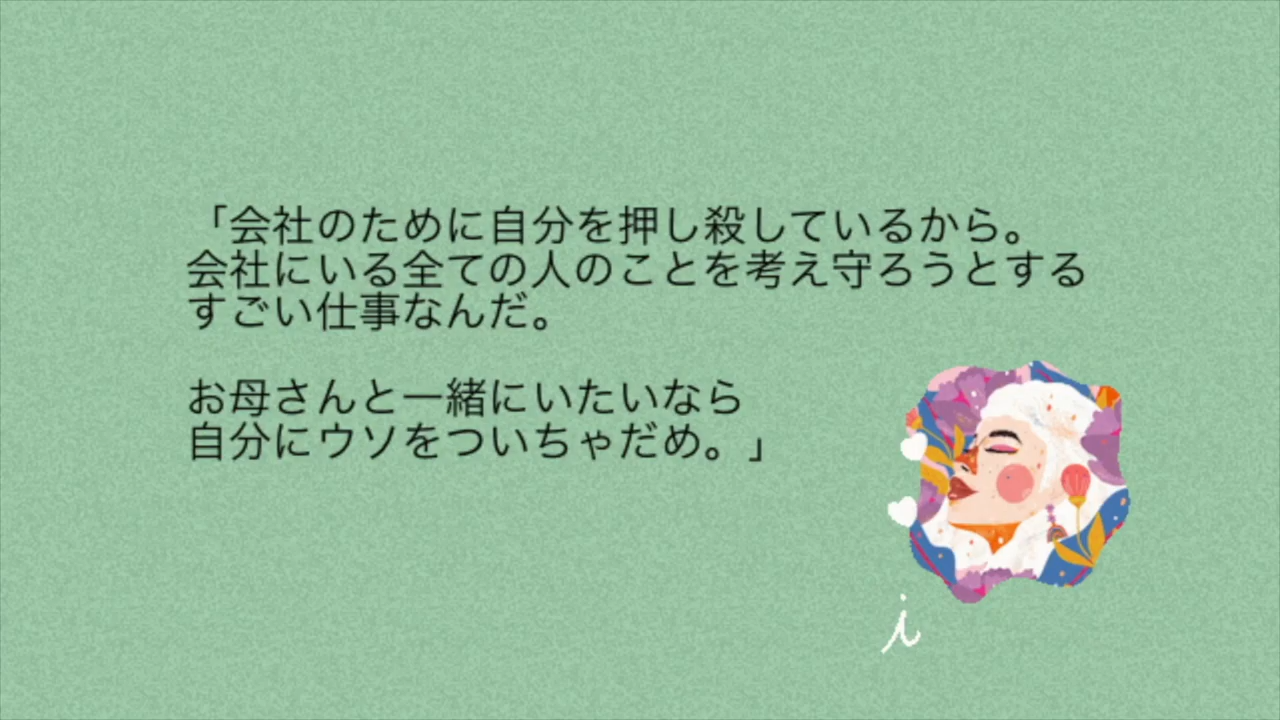 「会社のために自分を押し殺しているから。
会社にいる全ての人のことを考え守ろうとする
すごい仕事なんだ。
お母さんと一緒にいたいなら
自分にウソをついちゃだめ。」
i